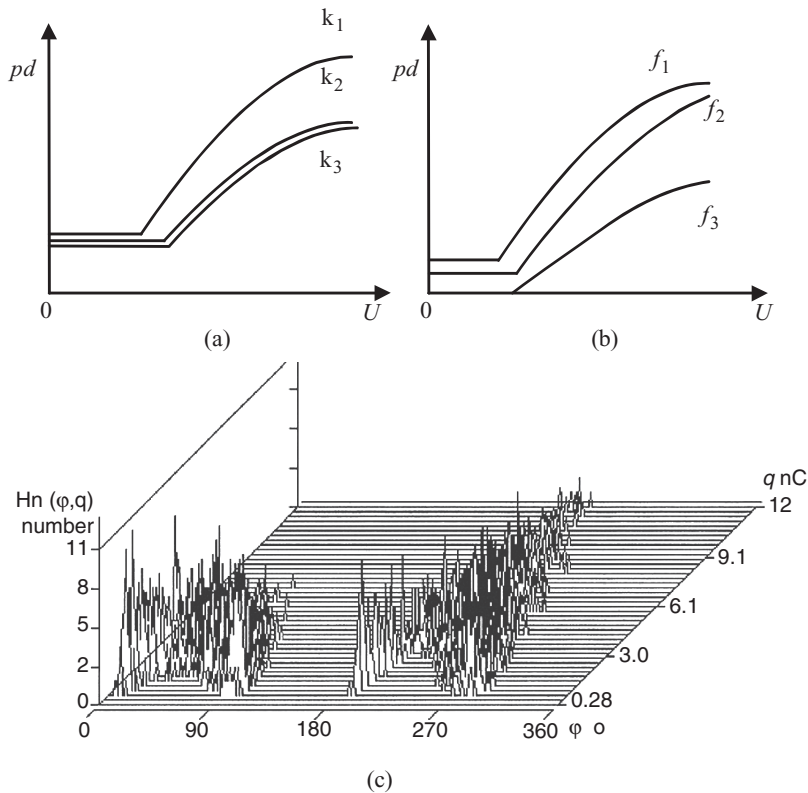 k1
pd
k2
k3
0
U
(a)
pd
f1
f2
f3
0
U
(b)
Hn (φ,q)
number
11
8
5
2
0
0
90
180
270
360
φ o
q nC
12
9.1
6.1
3.0
0.28
(c)